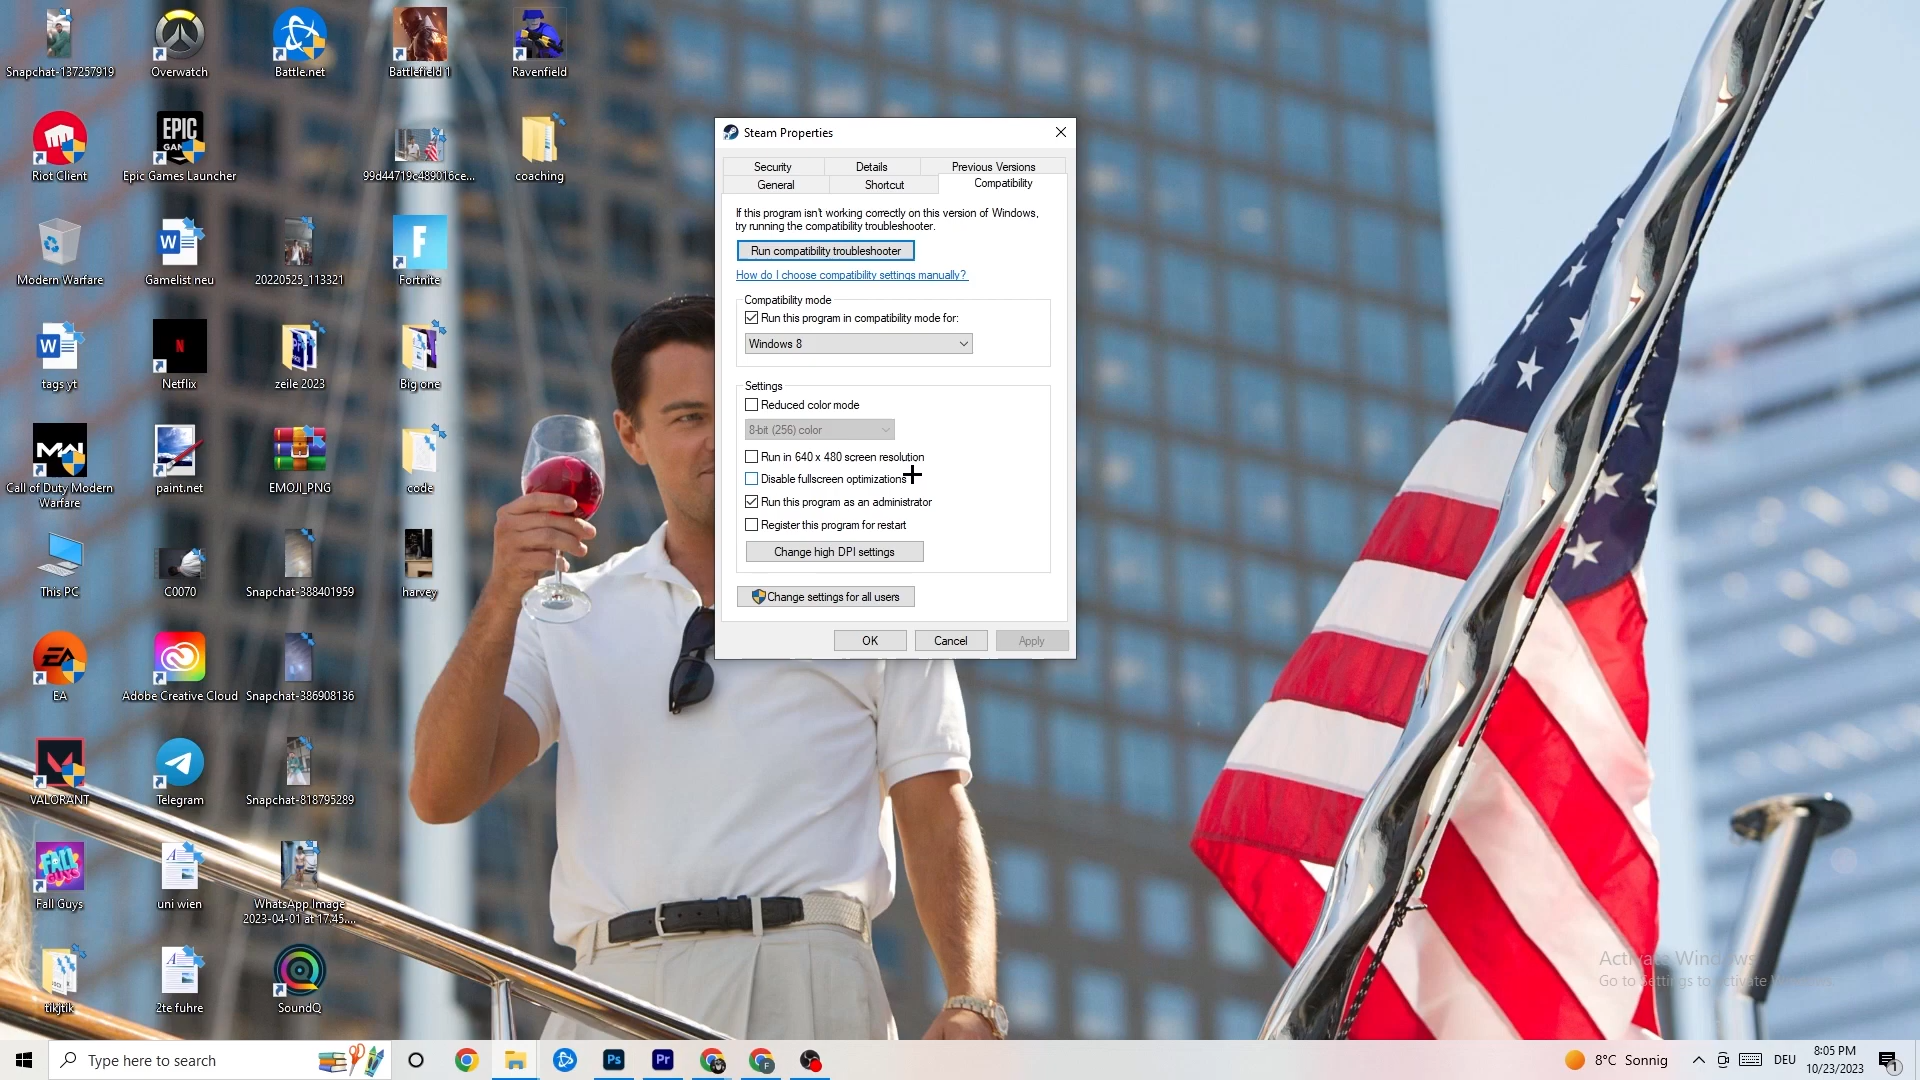 Snapchat-137257919
Overwatch
Battle.net
Battlefield 1
Ravenfield
Riot Client
EPIC
Epic Games Launcher
99d44719c489016ce...
coaching
Modern Warfare
Gamelist neu
20220525_113321
F
Fortnite
tags yt
N
Netflix
zeile 2023
Big one
Call of Duty Modern
Warfare
paint.net
EMOJI_PNG
code
This PC
C0070
Snapchat-388401959
harvey
EA
EA
Adobe Creative Cloud
Snapchat-386908136
VALORANT
Telegram
Snapchat-818795289
FALL
GUYS
Fall Guys
uni wien
WhatsApp Image
2023-04-01 at 17.45....
tikjtik
2te fuhre
SoundQ
Steam Properties
Security
Details
Previous Versions
General
Shortcut
Compatibility
If this program isn't working correctly on this version of Windows,
try running the compatibility troubleshooter.
Run compatibility troubleshooter
How do I choose compatibility settings manually?
Compatibility mode
Run this program in compatibility mode for:
Windows 8
Settings
Reduced color mode
8-bit (256) color
Run in 640 x 480 screen resolution
Disable fullscreen optimizations
Run this program as an administrator
Register this program for restart
Change high DPI settings
Change settings for all users
OK
Cancel
Apply
Activate Windows
Go to Settings to activate Windows.
Type here to search
Ps
Pr
F
8°C Sonnig
DEU
8:05 PM
10/23/2023
1